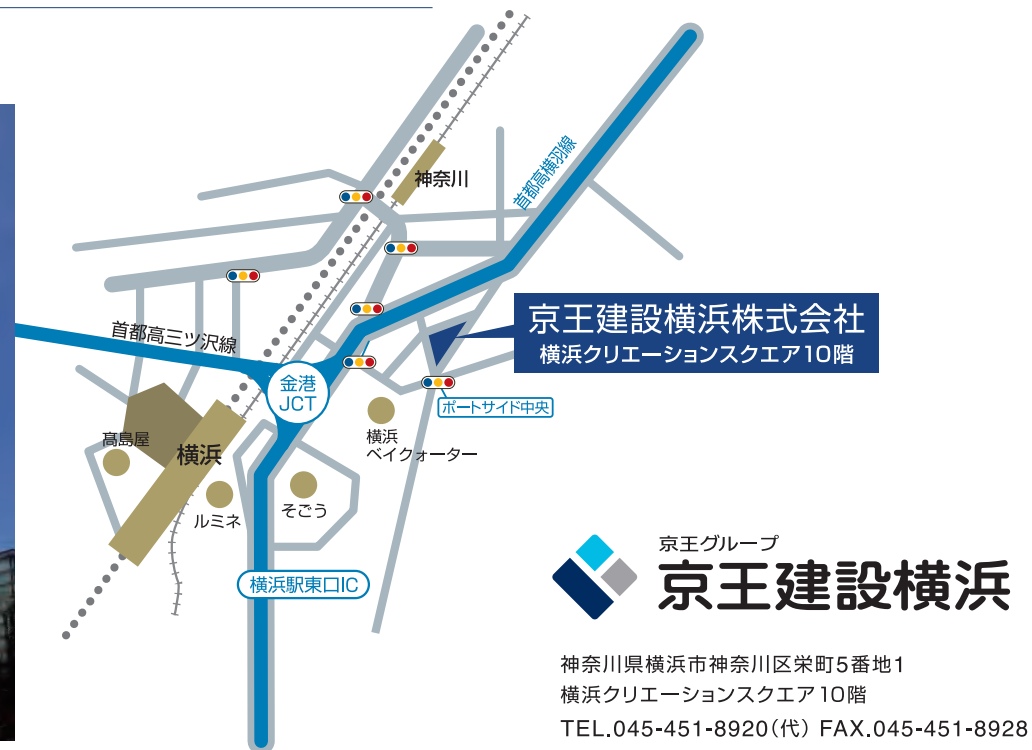 神奈川
首都高横羽線
首都高三ツ沢線
金港
JCT
京王建設横浜株式会社
横浜クリエーションスクエア10階
ポートサイド中央
横浜
ベイクォーター
髙島屋
横浜
ルミネ
そごう
横浜駅東口IC
京王グループ
京王建設横浜
神奈川県横浜市神奈川区栄町5番地1
横浜クリエーションスクエア10階
TEL.045-451-8920(代) FAX.045-451-8928